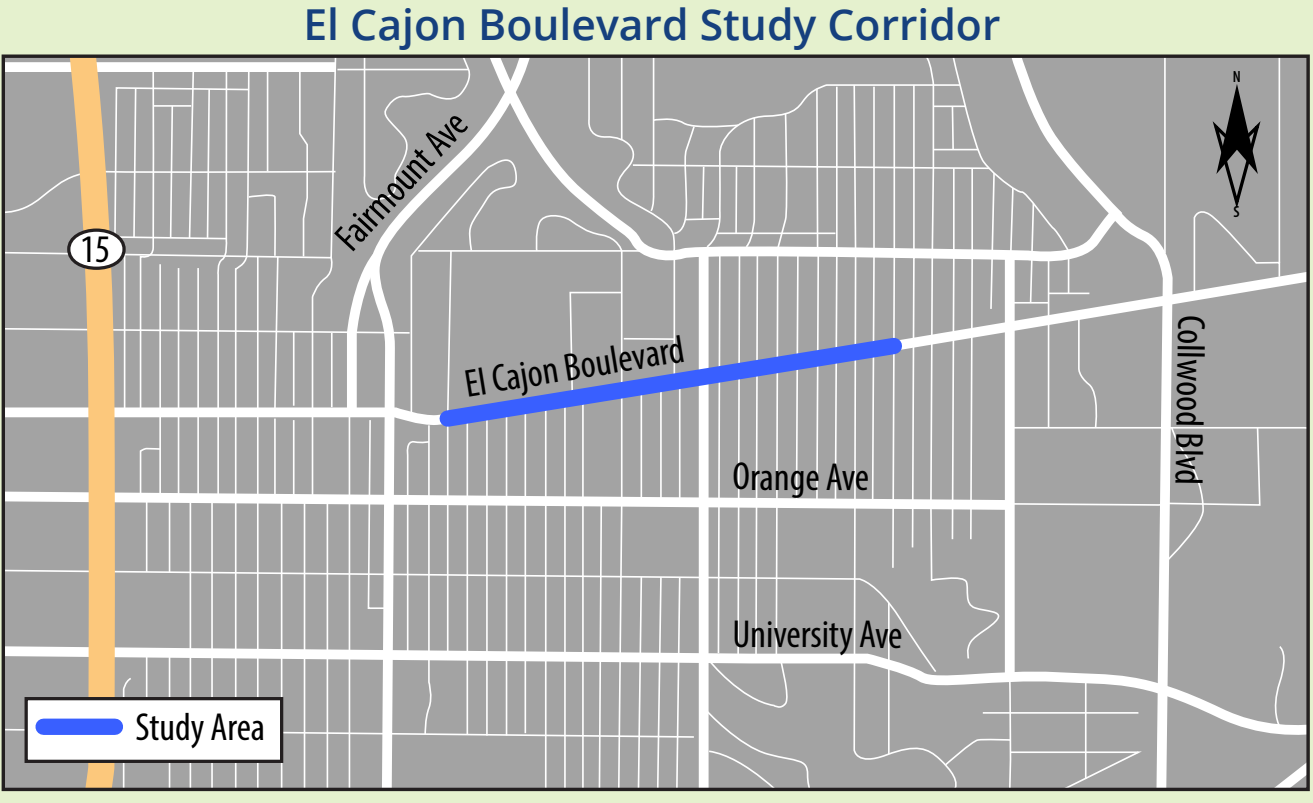 El Cajon Boulevard Study Corridor
N
S
Fairmount Ave
15
El Cajon Boulevard
Collwood Blvd
Orange Ave
University Ave
Study Area